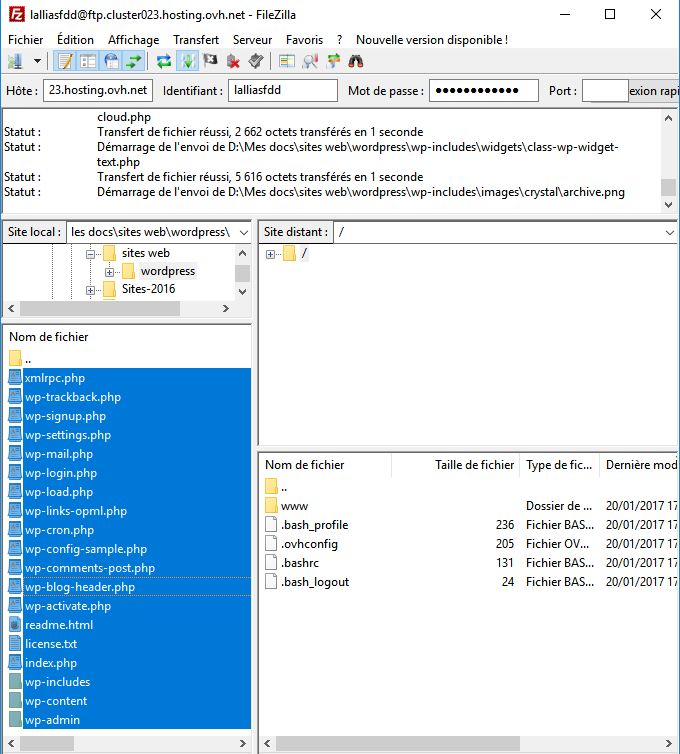 lalliasfdd@ftp.cluster023.hosting.ovh.net - FileZilla
Fichier Édition Affichage Transfert Serveur Favoris ? Nouvelle version disponible !
Hôte : 23.hosting.ovh.net Identifiant : lalliasfdd Mot de passe : ●●●●●●●●●●●● Port : exion rapi
cloud.php
Statut : Transfert de fichier réussi, 2 662 octets transférés en 1 seconde
Statut : Démarrage de l'envoi de D:\Mes docs\sites web\wordpress\wp-includes\widgets\class-wp-widget-
text.php
Statut : Transfert de fichier réussi, 5 616 octets transférés en 1 seconde
Statut : Démarrage de l'envoi de D:\Mes docs\sites web\wordpress\wp-includes\images\crystal\archive.png
Site local : les docs\sites web\wordpress\
sites web
wordpress
Sites-2016
Site distant : /
/
Nom de fichier
..
xmlrpc.php
wp-trackback.php
wp-signup.php
wp-settings.php
wp-mail.php
wp-login.php
wp-load.php
wp-links-opml.php
wp-cron.php
wp-config-sample.php
wp-comments-post.php
wp-blog-header.php
wp-activate.php
readme.html
license.txt
index.php
wp-includes
wp-content
wp-admin
Nom de fichier Taille de fichier Type de fic... Dernière mod
..
www Dossier de ... 20/01/2017 17
.bash_profile 236 Fichier BAS... 20/01/2017 17
.ovhconfig 205 Fichier OV... 20/01/2017 17
.bashrc 131 Fichier BAS... 20/01/2017 17
.bash_logout 24 Fichier BAS... 20/01/2017 17